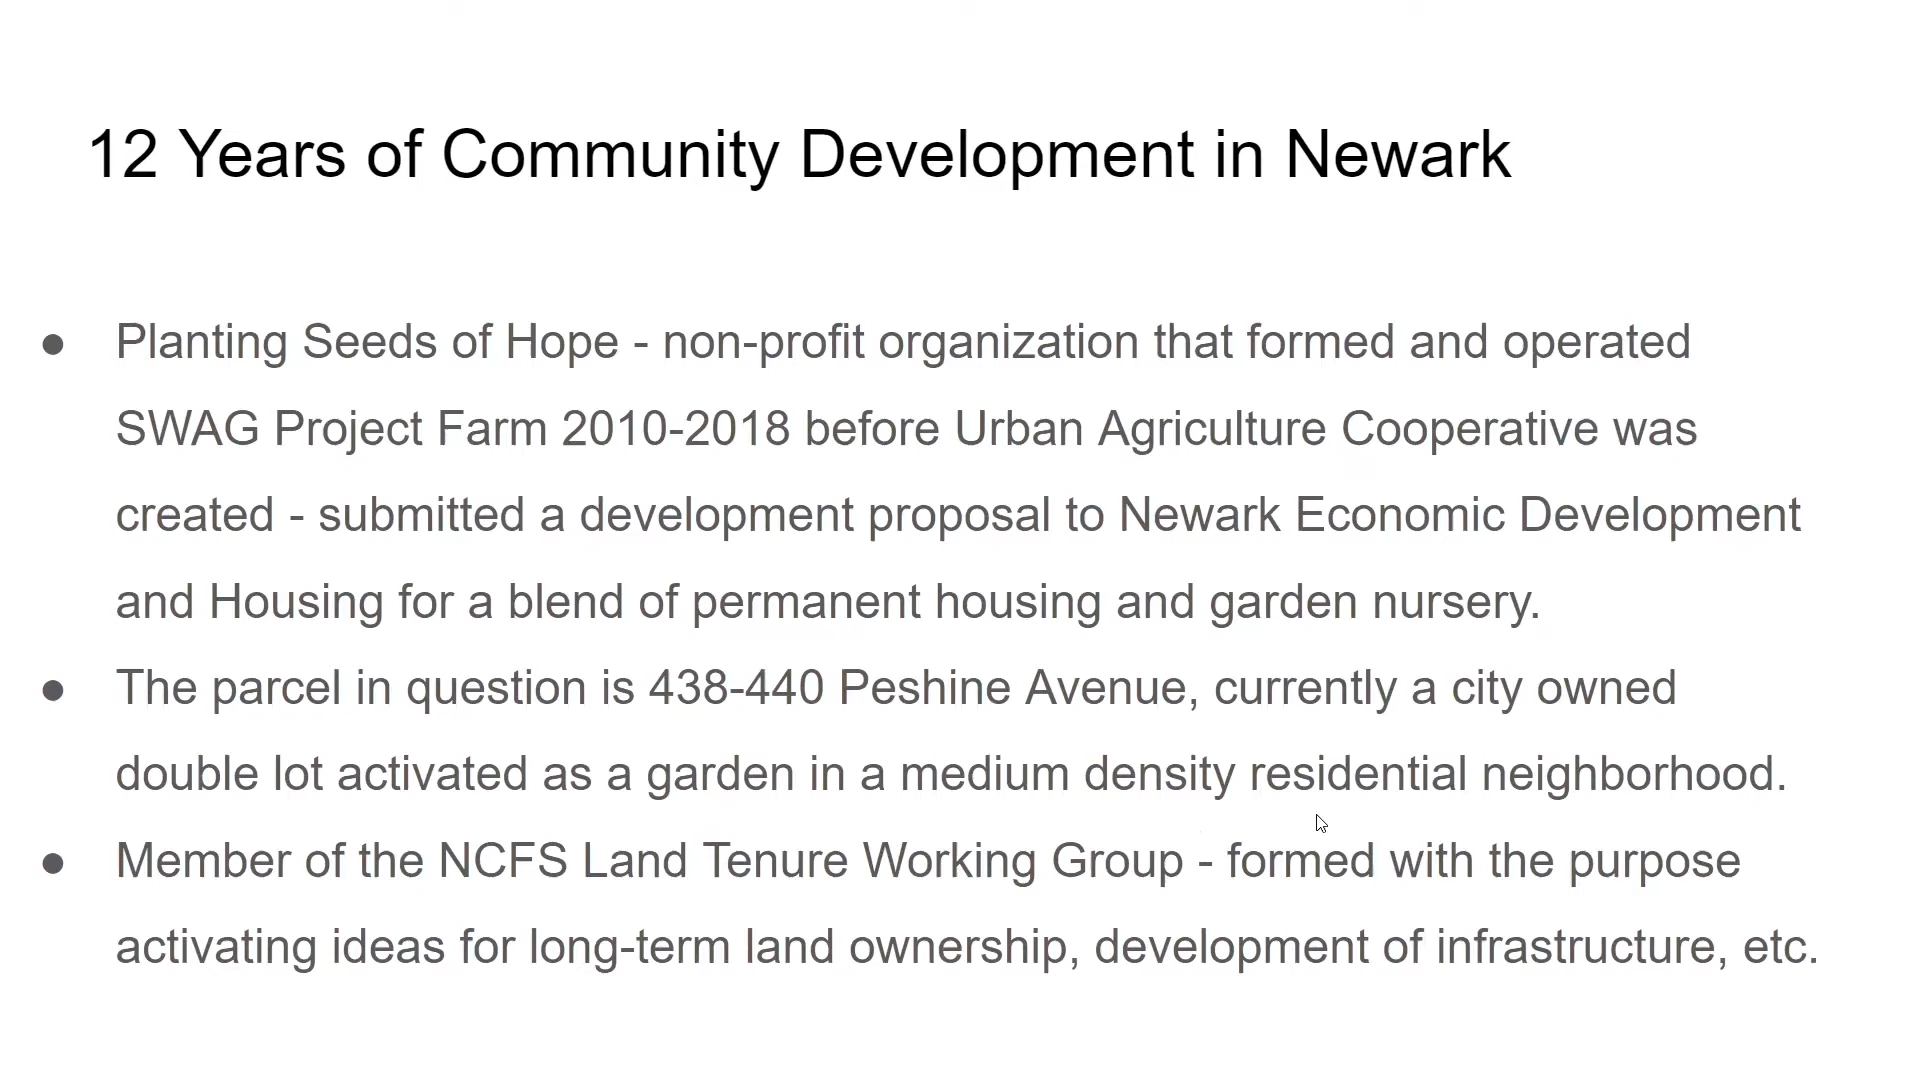 12 Years of Community Development in Newark
● Planting Seeds of Hope - non-profit organization that formed and operated
SWAG Project Farm 2010-2018 before Urban Agriculture Cooperative was
created - submitted a development proposal to Newark Economic Development
and Housing for a blend of permanent housing and garden nursery.
● The parcel in question is 438-440 Peshine Avenue, currently a city owned
double lot activated as a garden in a medium density residential neighborhood.
● Member of the NCFS Land Tenure Working Group - formed with the purpose
activating ideas for long-term land ownership, development of infrastructure, etc.